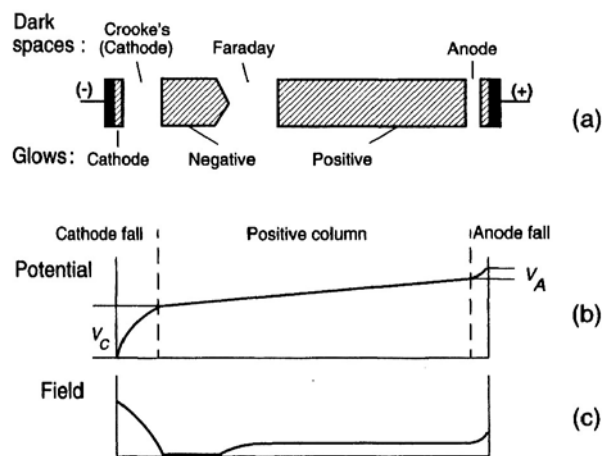 Dark
spaces :
Crooke's
(Cathode)
Faraday
Anode
(-)
(+)
(a)
Glows:
Cathode
Negative
Positive
Cathode fall
Positive column
Anode fall
Potential
V_A
V_C
(b)
Field
(c)